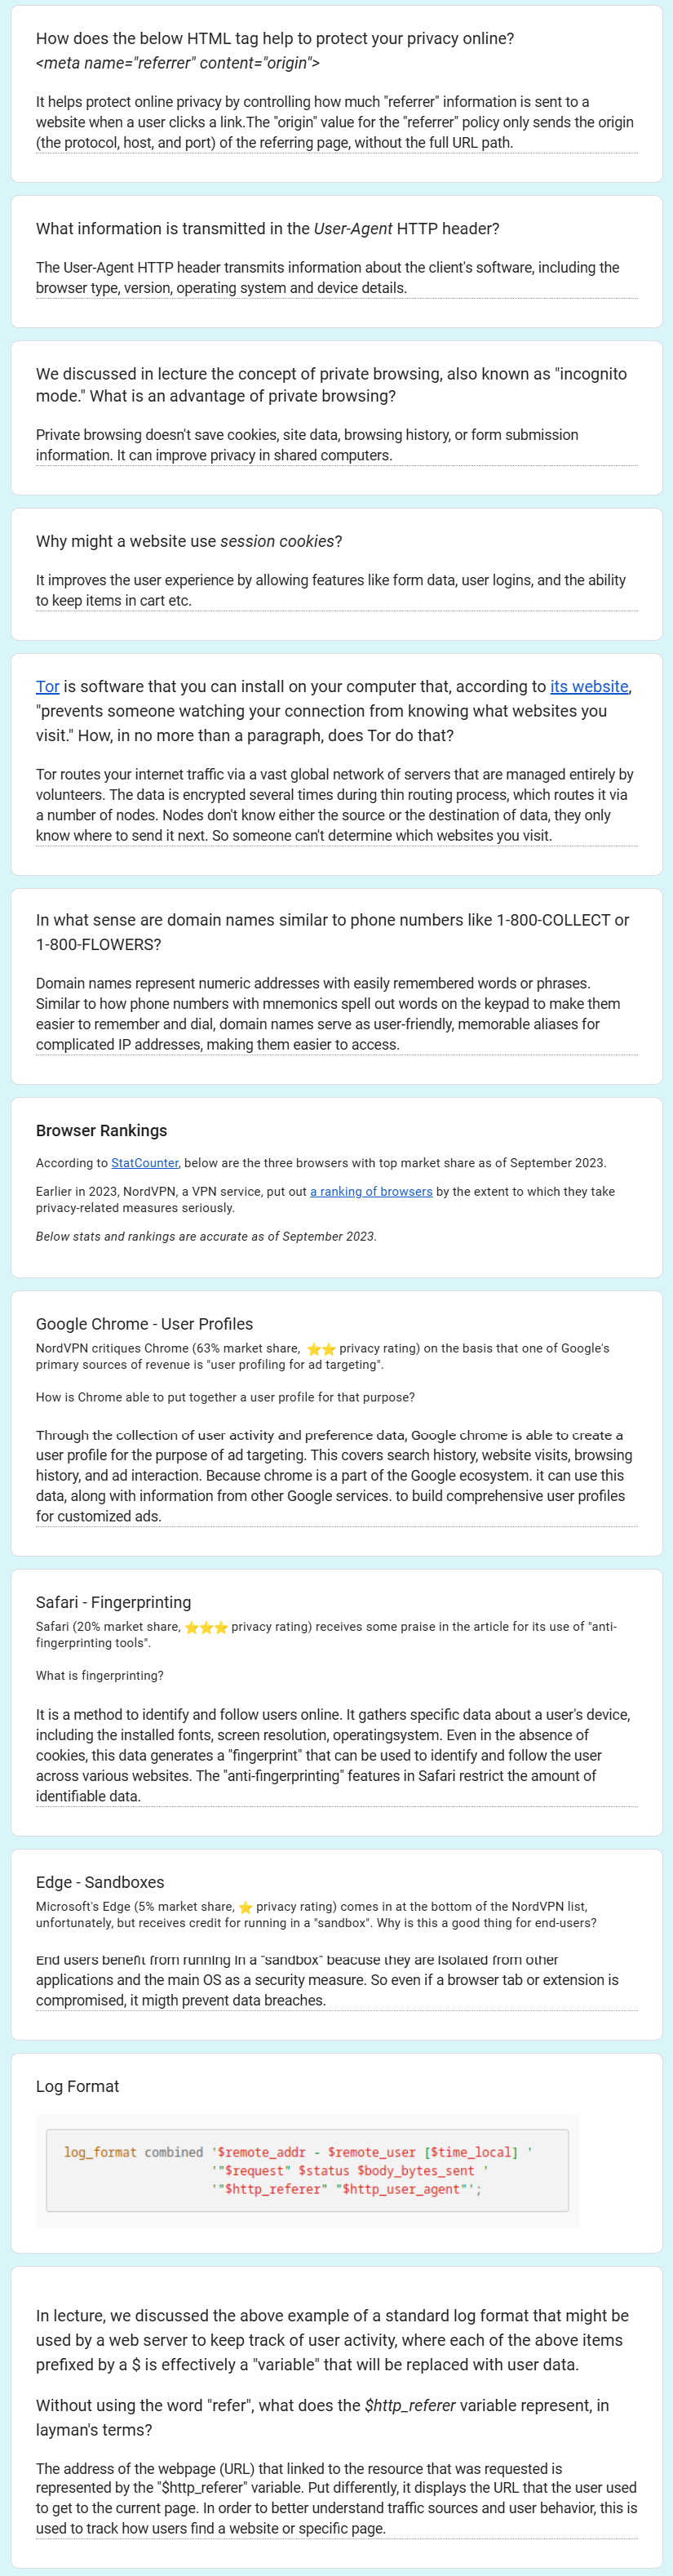 How does the below HTML tag help to protect your privacy online?
<meta name="referrer" content="origin">
It helps protect online privacy by controlling how much "referrer" information is sent to a
website when a user clicks a link.The "origin" value for the "referrer" policy only sends the origin
(the protocol, host, and port) of the referring page, without the full URL path.
What information is transmitted in the User-Agent HTTP header?
The User-Agent HTTP header transmits information about the client's software, including the
browser type, version, operating system and device details.
We discussed in lecture the concept of private browsing, also known as "incognito
mode." What is an advantage of private browsing?
Private browsing doesn't save cookies, site data, browsing history, or form submission
information. It can improve privacy in shared computers.
Why might a website use session cookies?
It improves the user experience by allowing features like form data, user logins, and the ability
to keep items in cart etc.
Tor is software that you can install on your computer that, according to its website,
"prevents someone watching your connection from knowing what websites you
visit." How, in no more than a paragraph, does Tor do that?
Tor routes your internet traffic via a vast global network of servers that are managed entirely by
volunteers. The data is encrypted several times during thin routing process, which routes it via
a number of nodes. Nodes don't know either the source or the destination of data, they only
know where to send it next. So someone can't determine which websites you visit.
In what sense are domain names similar to phone numbers like 1-800-COLLECT or
1-800-FLOWERS?
Domain names represent numeric addresses with easily remembered words or phrases.
Similar to how phone numbers with mnemonics spell out words on the keypad to make them
easier to remember and dial, domain names serve as user-friendly, memorable aliases for
complicated IP addresses, making them easier to access.
Browser Rankings
According to StatCounter, below are the three browsers with top market share as of September 2023.
Earlier in 2023, NordVPN, a VPN service, put out a ranking of browsers by the extent to which they take
privacy-related measures seriously.
Below stats and rankings are accurate as of September 2023.
Google Chrome - User Profiles
NordVPN critiques Chrome (63% market share, ⭐⭐ privacy rating) on the basis that one of Google's
primary sources of revenue is "user profiling for ad targeting".
How is Chrome able to put together a user profile for that purpose?
Through the collection of user activity and preference data, Google chrome is able to create a
user profile for the purpose of ad targeting. This covers search history, website visits, browsing
history, and ad interaction. Because chrome is a part of the Google ecosystem. it can use this
data, along with information from other Google services. to build comprehensive user profiles
for customized ads.
Safari - Fingerprinting
Safari (20% market share, ⭐⭐⭐ privacy rating) receives some praise in the article for its use of "anti-
fingerprinting tools".
What is fingerprinting?
It is a method to identify and follow users online. It gathers specific data about a user's device,
including the installed fonts, screen resolution, operatingsystem. Even in the absence of
cookies, this data generates a "fingerprint" that can be used to identify and follow the user
across various websites. The "anti-fingerprinting" features in Safari restrict the amount of
identifiable data.
Edge - Sandboxes
Microsoft's Edge (5% market share, ⭐ privacy rating) comes in at the bottom of the NordVPN list,
unfortunately, but receives credit for running in a "sandbox". Why is this a good thing for end-users?
End users benefit from running in a "sandbox" beacuse they are isolated from other
applications and the main OS as a security measure. So even if a browser tab or extension is
compromised, it migth prevent data breaches.
Log Format
log_format combined '$remote_addr - $remote_user [$time_local] '
'"$request" $status $body_bytes_sent '
'"$http_referer" "$http_user_agent"';
In lecture, we discussed the above example of a standard log format that might be
used by a web server to keep track of user activity, where each of the above items
prefixed by a $ is effectively a "variable" that will be replaced with user data.
Without using the word "refer", what does the $http_referer variable represent, in
layman's terms?
The address of the webpage (URL) that linked to the resource that was requested is
represented by the "$http_referer" variable. Put differently, it displays the URL that the user used
to get to the current page. In order to better understand traffic sources and user behavior, this is
used to track how users find a website or specific page.